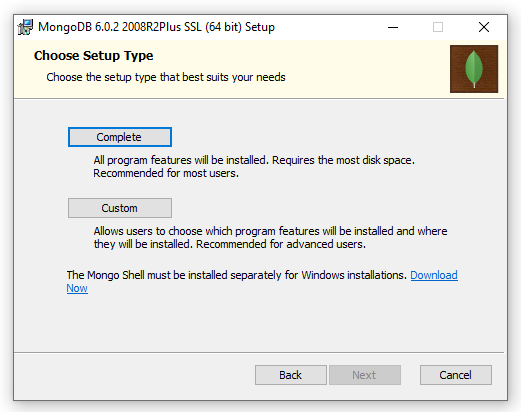 MongoDB 6.0.2 2008R2Plus SSL (64 bit) Setup
Choose Setup Type
Choose the setup type that best suits your needs
Complete
All program features will be installed. Requires the most disk space.
Recommended for most users.
Custom
Allows users to choose which program features will be installed and where
they will be installed. Recommended for advanced users.
The Mongo Shell must be installed separately for Windows installations. Download
Now
Back Next Cancel